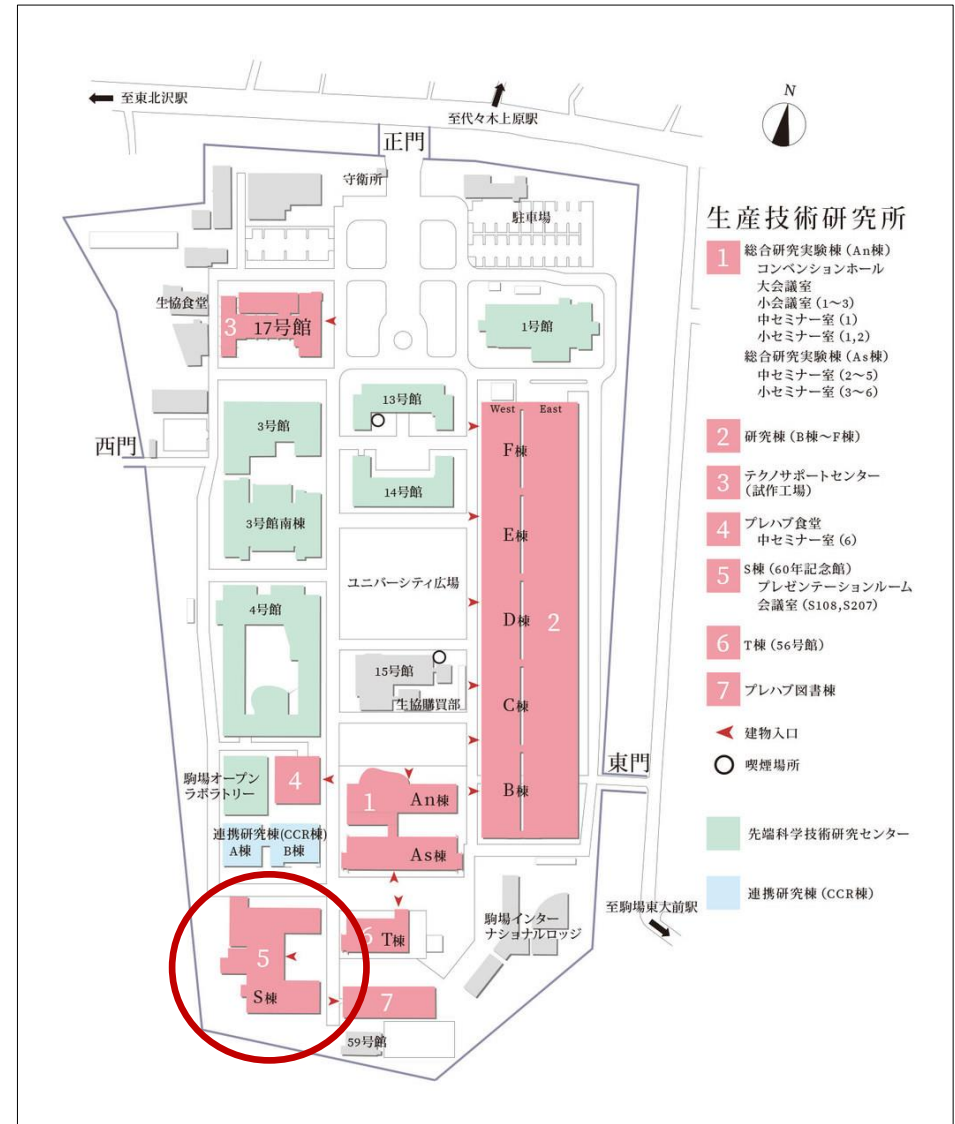 至東北沢駅
至代々木上原駅
N
正門
守衛所
駐車場
生協食堂
3 17号館
1号館
13号館
West East
3号館
F棟
西門
14号館
3号館南棟
E棟
ユニバーシティ広場
4号館
D棟 2
15号館
生協購買部
C棟
東門
駒場オープン
ラボラトリー
4
1 An棟
B棟
連携研究棟(CCR棟)
A棟 B棟
As棟
至駒場東大前駅
駒場インター
ナショナルロッジ
6 T棟
5
S棟
7
59号館
生産技術研究所
1 総合研究実験棟（An棟）
コンベンションホール
大会議室
小会議室（1〜3）
中セミナー室（1）
小セミナー室（1,2）
総合研究実験棟（As棟）
中セミナー室（2〜5）
小セミナー室（3〜6）
2 研究棟（B棟〜F棟）
3 テクノサポートセンター
（試作工場）
4 プレハブ食堂
中セミナー室（6）
5 S棟（60年記念館）
プレゼンテーションルーム
会議室（S108,S207）
6 T棟（56号館）
7 プレハブ図書棟
建物入口
喫煙場所
先端科学技術研究センター
連携研究棟（CCR棟）